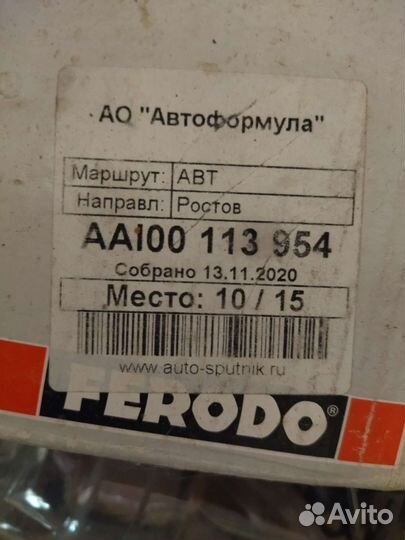 АО "Автоформула"
Маршрут: АВТ
Направл: Ростов
AAI00 113 954
Собрано 13.11.2020
Место: 10 / 15
www.auto-sputnik.ru
FERODO®
Avito